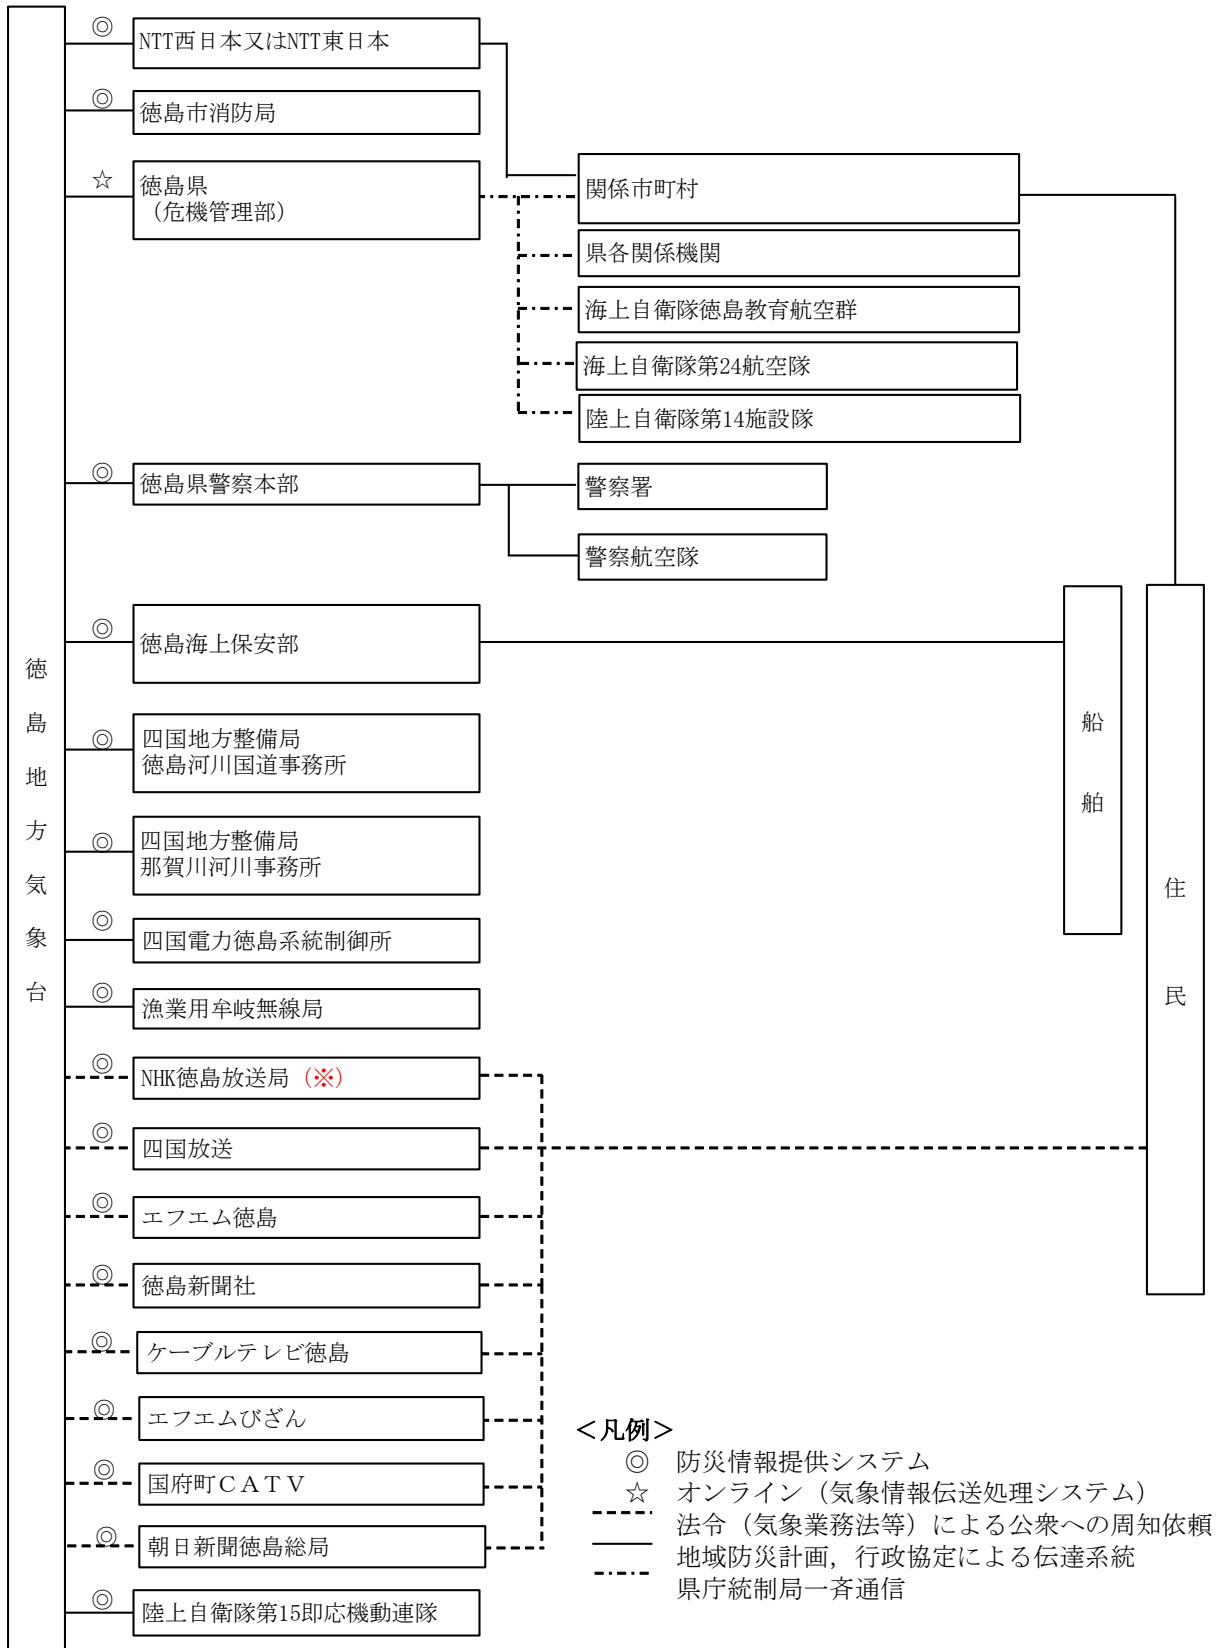 徳島地方気象台
◎
NTT西日本又はNTT東日本
◎
徳島市消防局
☆
徳島県
(危機管理部)
関係市町村
県各関係機関
海上自衛隊徳島教育航空群
海上自衛隊第24航空隊
陸上自衛隊第14施設隊
◎
徳島県警察本部
警察署
警察航空隊
◎
徳島海上保安部
船舶
住民
◎
四国地方整備局
徳島河川国道事務所
◎
四国地方整備局
那賀川河川事務所
◎
四国電力徳島系統制御所
◎
漁業用牟岐無線局
◎
NHK徳島放送局(※)
◎
四国放送
◎
エフエム徳島
◎
徳島新聞社
◎
ケーブルテレビ徳島
◎
エフエムびざん
◎
国府町CATV
◎
朝日新聞徳島総局
◎
陸上自衛隊第15即応機動連隊
<凡例>
◎ 防災情報提供システム
☆ オンライン(気象情報伝送処理システム)
法令(気象業務法等)による公衆への周知依頼
地域防災計画,行政協定による伝達系統
県庁統制局一斉通信